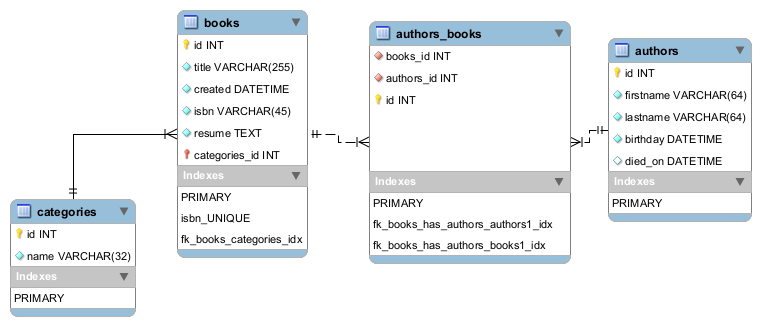 books
id INT
title VARCHAR(255)
created DATETIME
isbn VARCHAR(45)
resume TEXT
categories_id INT
Indexes
PRIMARY
isbn_UNIQUE
fk_books_categories_idx
authors_books
books_id INT
authors_id INT
id INT
Indexes
PRIMARY
fk_books_has_authors_authors1_idx
fk_books_has_authors_books1_idx
authors
id INT
firstname VARCHAR(64)
lastname VARCHAR(64)
birthday DATETIME
died_on DATETIME
Indexes
PRIMARY
categories
id INT
name VARCHAR(32)
Indexes
PRIMARY